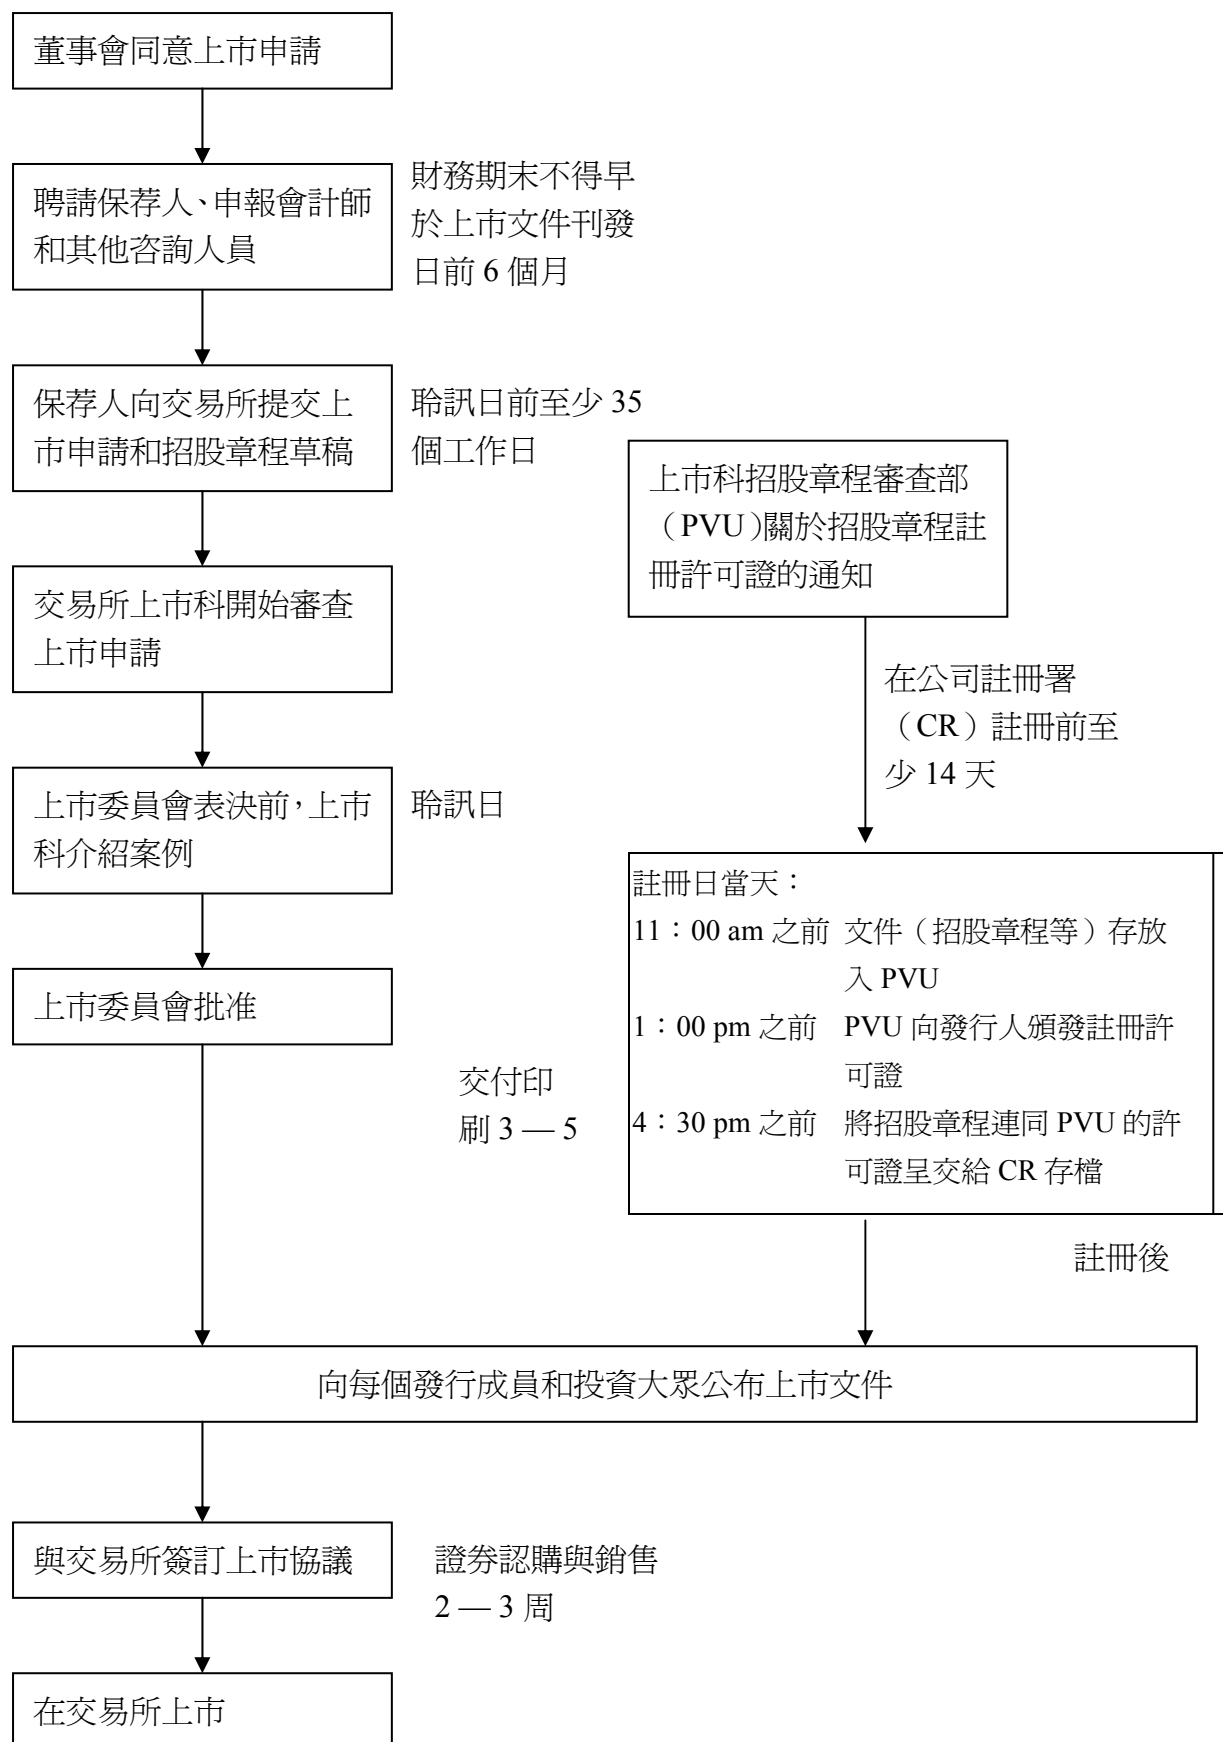 董事會同意上市申請
聘請保荐人、申報會計師
和其他咨詢人員
財務期末不得早
於上市文件刊發
日前 6 個月
保荐人向交易所提交上
市申請和招股章程草稿
聆訊日前至少 35
個工作日
上市科招股章程審查部
（PVU）關於招股章程註
冊許可證的通知
交易所上市科開始審查
上市申請
在公司註冊署
（CR）註冊前至
少 14 天
上市委員會表決前，上市
科介紹案例
聆訊日
註冊日當天：
11：00 am 之前 文件（招股章程等）存放
入 PVU
1：00 pm 之前 PVU 向發行人頒發註冊許
可證
4：30 pm 之前 將招股章程連同 PVU 的許
可證呈交給 CR 存檔
上市委員會批准
交付印
刷 3 — 5
註冊後
向每個發行成員和投資大眾公布上市文件
與交易所簽訂上市協議
證券認購與銷售
2 — 3 周
在交易所上市